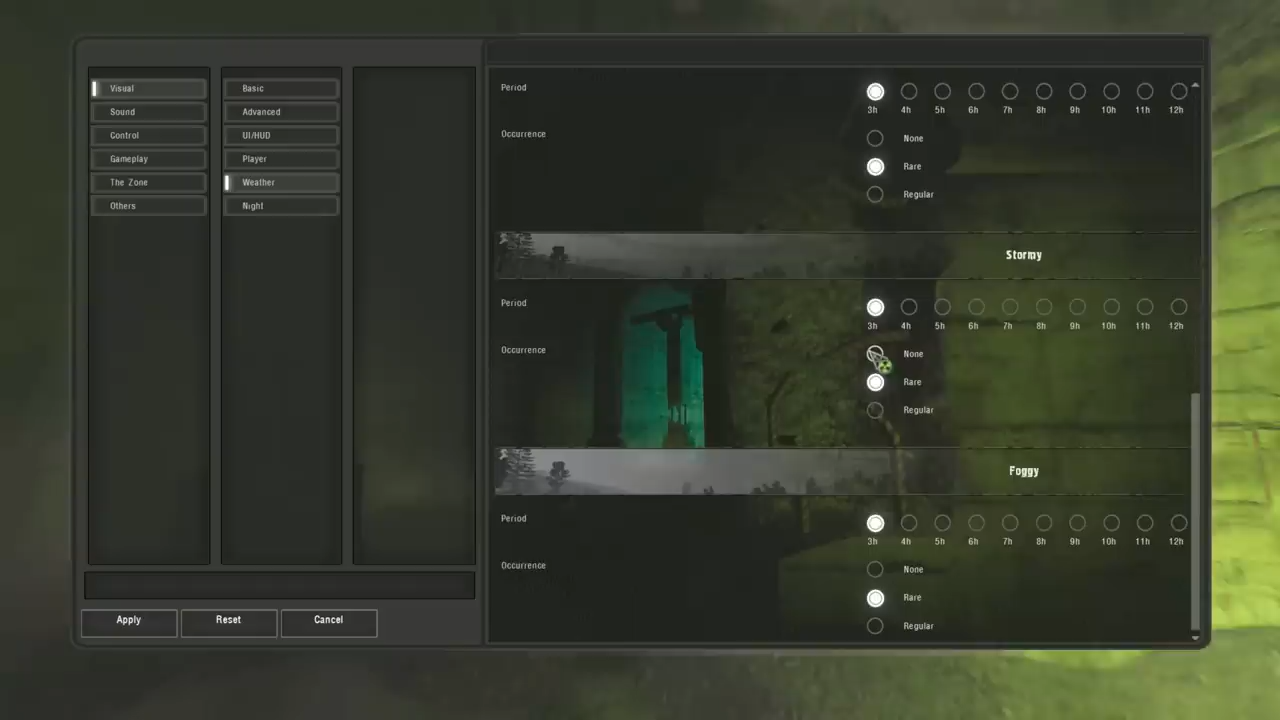 Visual
Sound
Control
Gameplay
The Zone
Others
Basic
Advanced
UI/HUD
Player
Weather
Night
Apply
Reset
Cancel
Period
3h 4h 5h 6h 7h 8h 9h 10h 11h 12h
Occurrence
None
Rare
Regular
Stormy
Period
3h 4h 5h 6h 7h 8h 9h 10h 11h 12h
Occurrence
None
Rare
Regular
Foggy
Period
3h 4h 5h 6h 7h 8h 9h 10h 11h 12h
Occurrence
None
Rare
Regular